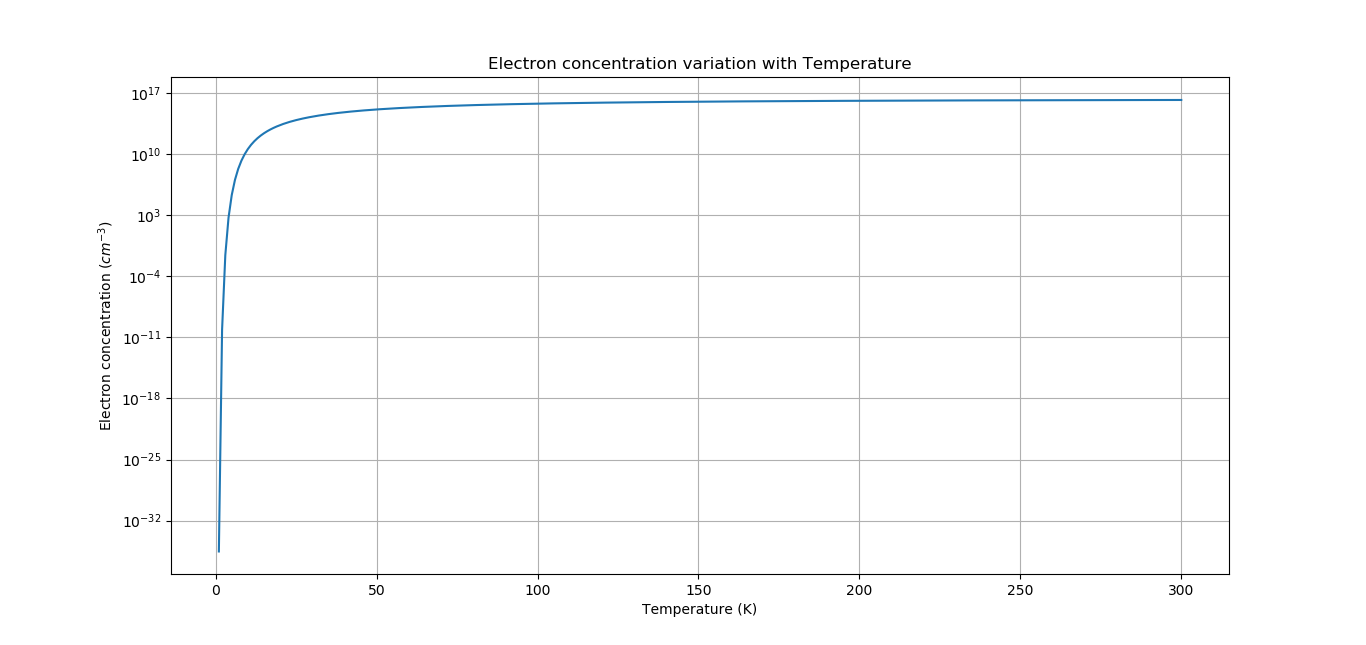 Electron concentration variation with Temperature
10^17
10^10
10^3
10^−4
10^−11
10^−18
10^−25
10^−32
Electron concentration (cm^−3)
0 50 100 150 200 250 300
Temperature (K)